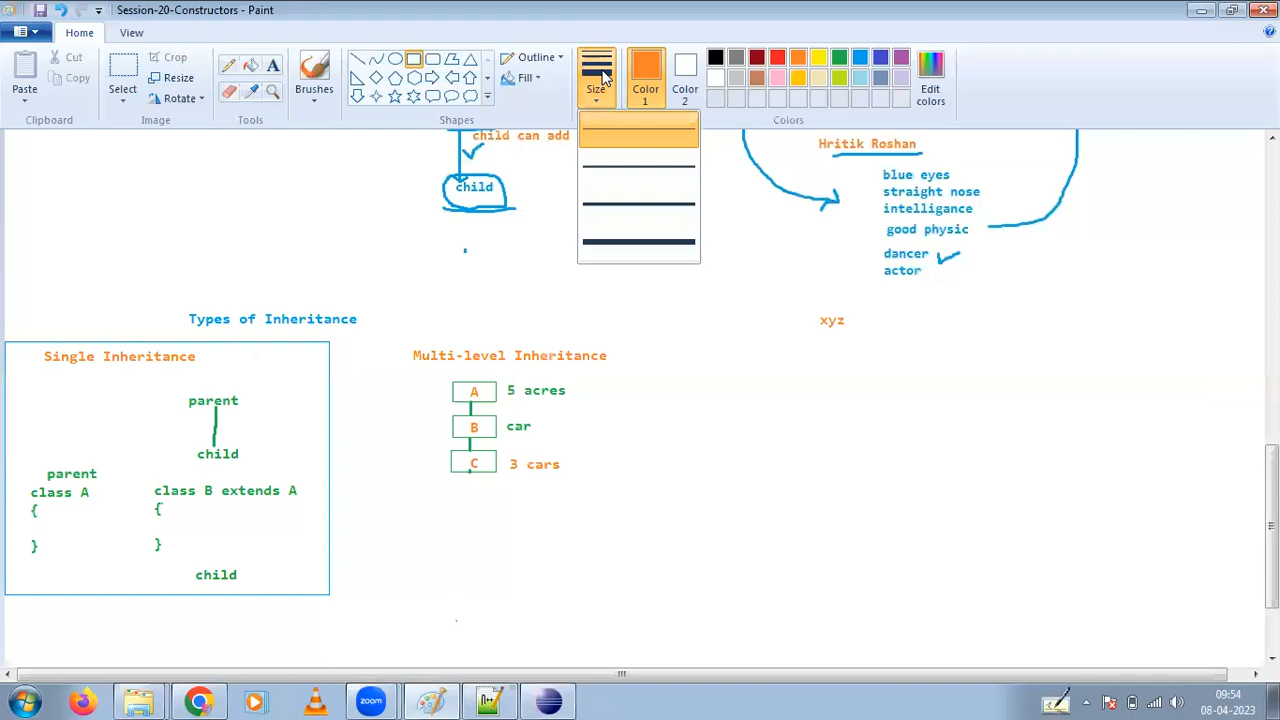 Session-20-Constructors - Paint
Home
View
Paste
Cut
Copy
Clipboard
Select
Crop
Resize
Rotate
Image
A
Tools
Brushes
Outline
Fill
Shapes
Size
Color
1
Color
2
Edit
colors
Colors
child can add
child
Hritik Roshan
blue eyes
straight nose
intelligance
good physic
dancer
actor
Types of Inheritance
xyz
Single Inheritance
parent
child
parent
class A
{
}
class B extends A
{
}
child
Multi-level Inheritance
A 5 acres
B car
C 3 cars
zoom
09:54
08-04-2023